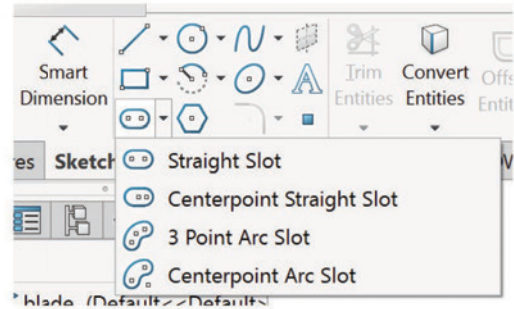 Smart
Dimension
Trim
Entities
Convert
Entities
Offs
Entit
es
Sketch
Straight Slot
Centerpoint Straight Slot
3 Point Arc Slot
Centerpoint Arc Slot
blade (Default<<Default>